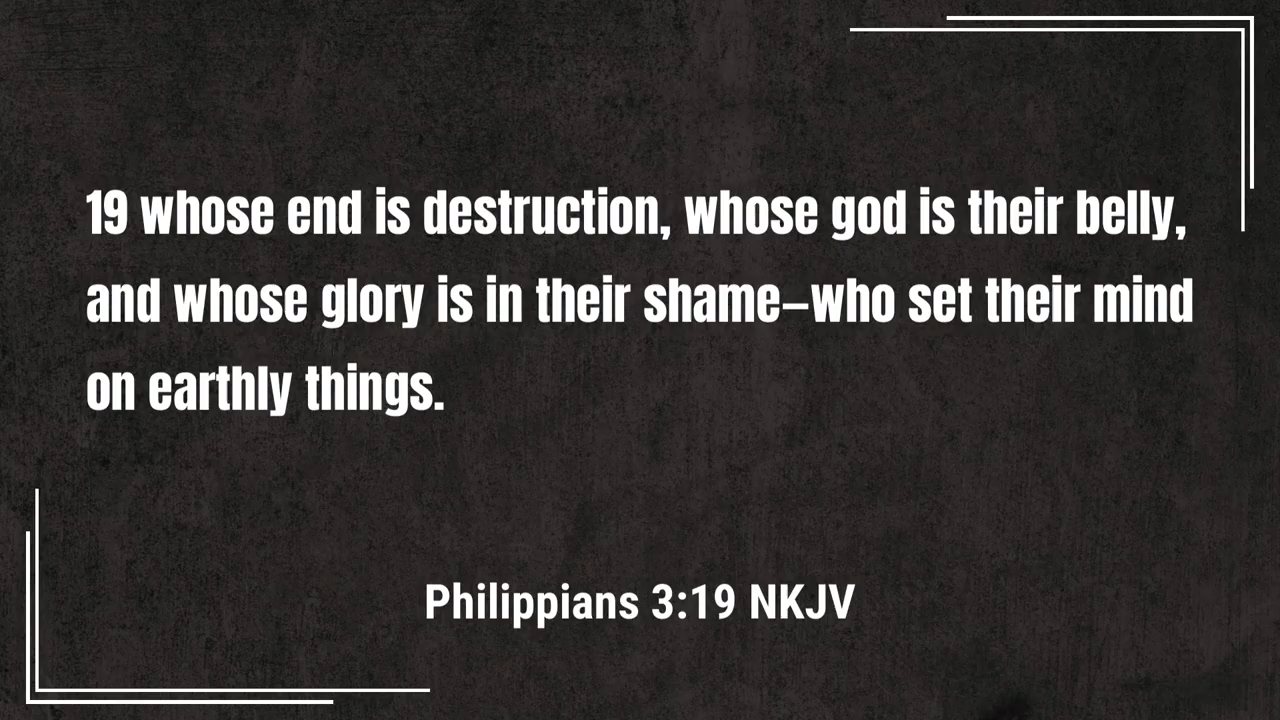 19 whose end is destruction, whose god is their belly,
and whose glory is in their shame—who set their mind
on earthly things.
Philippians 3:19 NKJV